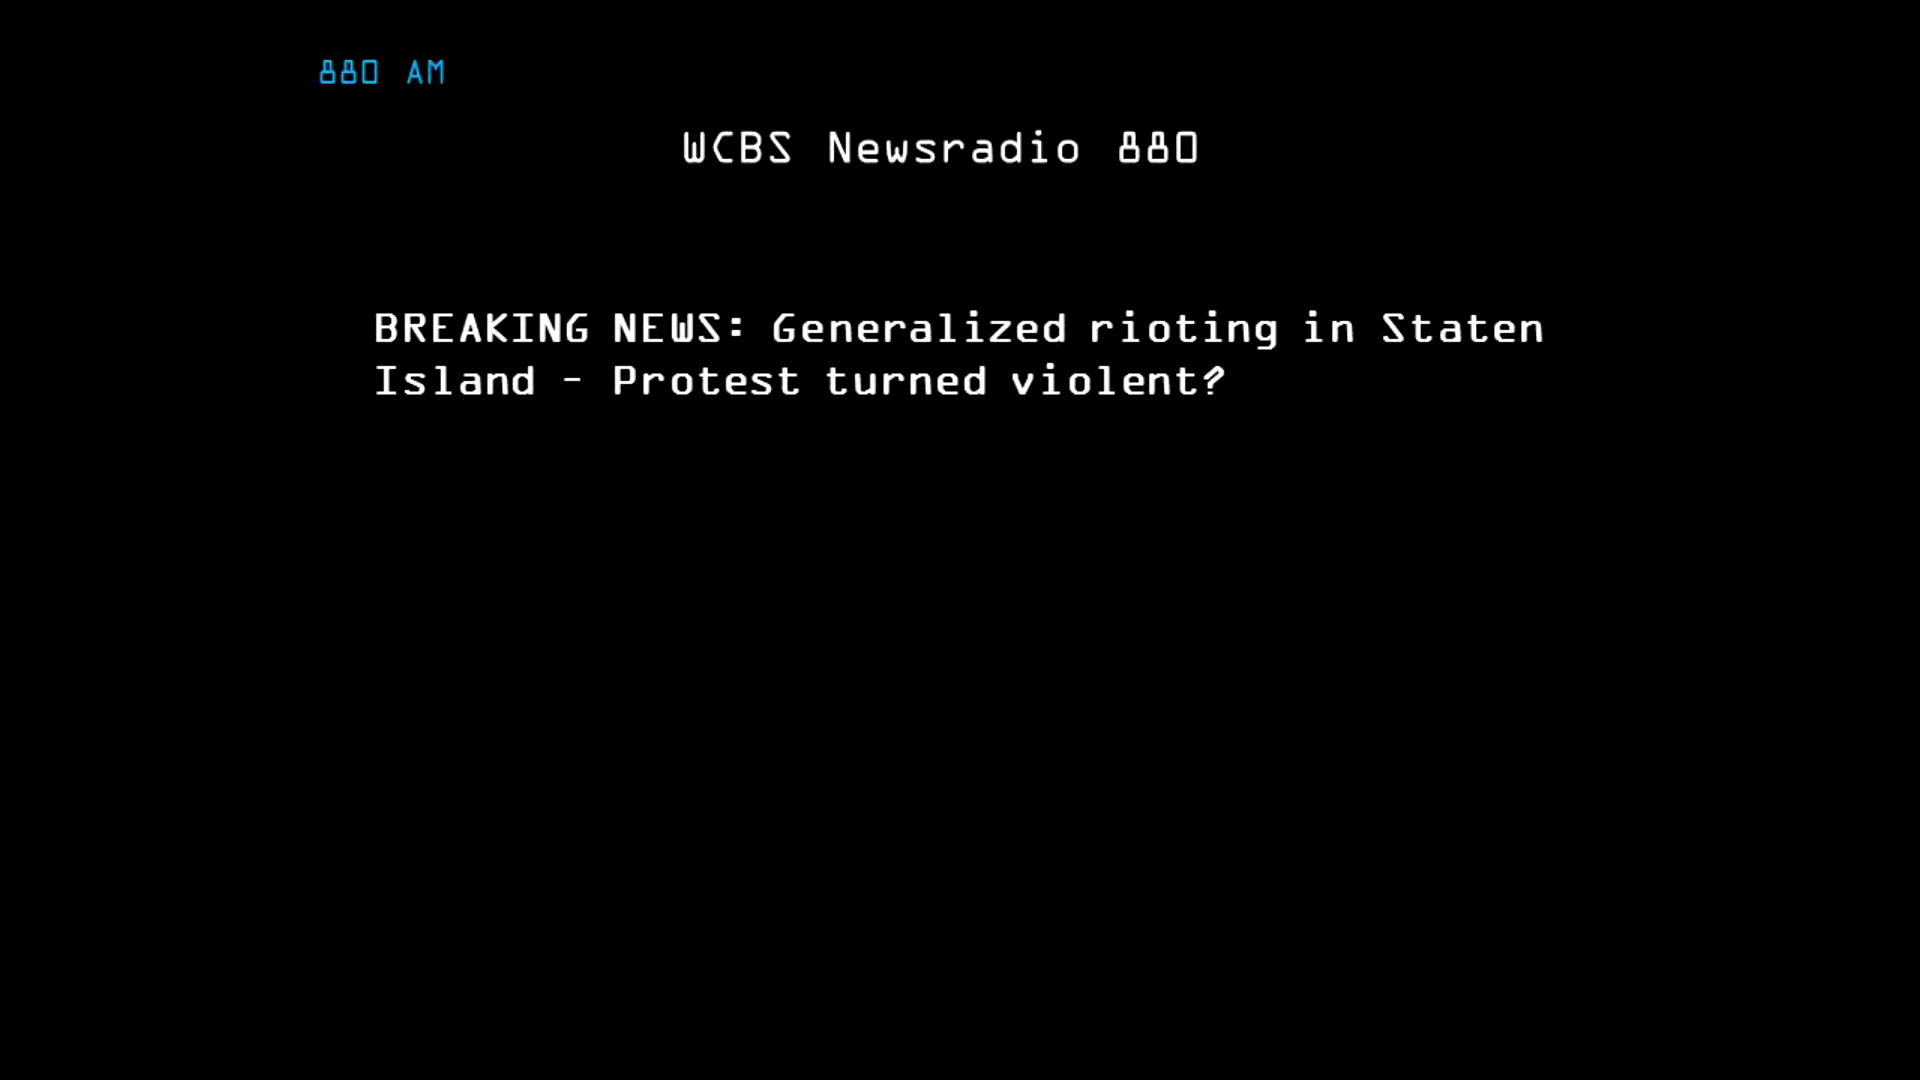 880 AM
WCBS Newsradio 880
BREAKING NEWS: Generalized rioting in Staten
Island - Protest turned violent?